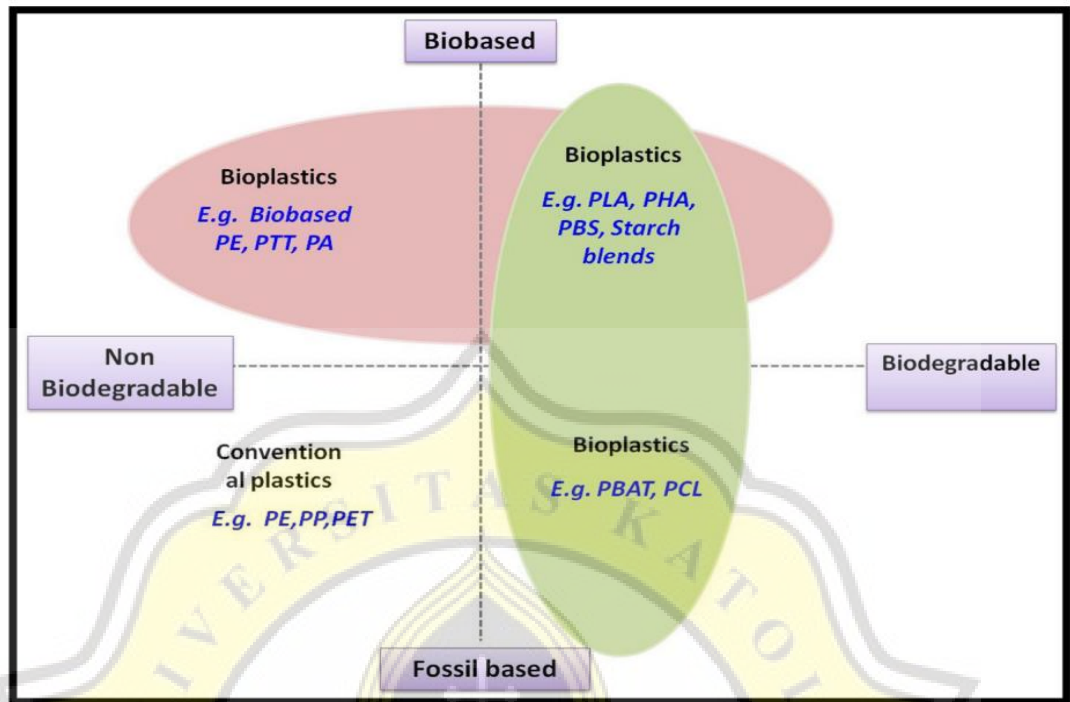 Biobased
Bioplastics
E.g. Biobased
PE, PTT, PA
Bioplastics
E.g. PLA, PHA,
PBS, Starch
blends
Non
Biodegradable
Biodegradable
Convention
al plastics
E.g. PE,PP,PET
Bioplastics
E.g. PBAT, PCL
Fossil based